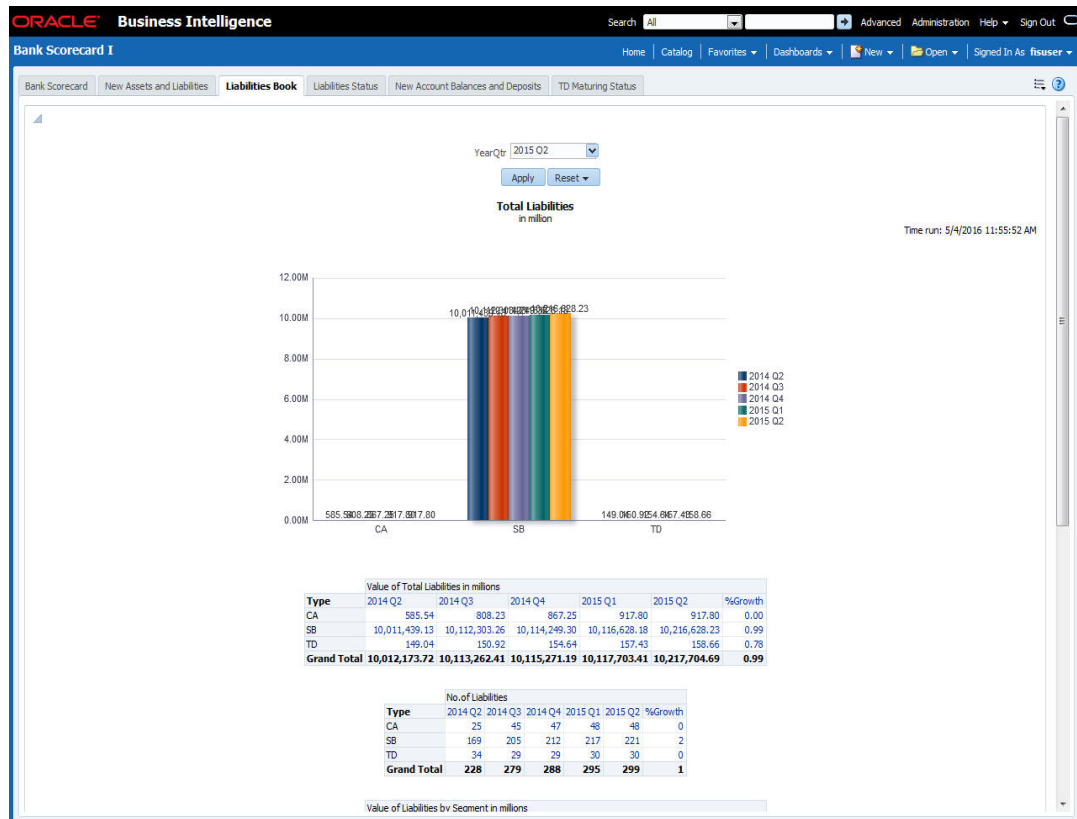 ORACLE Business Intelligence Search All Advanced Administration Help Sign Out
Bank Scorecard I Home Catalog Favorites Dashboards New Open Signed In As fisuser
Bank Scorecard New Assets and Liabilities Liabilities Book Liabilities Status New Account Balances and Deposits TD Maturing Status
YearQtr 2015 Q2
Apply Reset
Total Liabilities
in million
Time run: 5/4/2016 11:55:52 AM
12.00M
10.00M
8.00M
6.00M
4.00M
2.00M
0.00M
CA SB TD
2014 Q2
2014 Q3
2014 Q4
2015 Q1
2015 Q2
Value of Total Liabilities in millions
Type 2014 Q2 2014 Q3 2014 Q4 2015 Q1 2015 Q2 %Growth
CA 585.54 808.23 867.25 917.80 917.80 0.00
SB 10,011,439.13 10,112,303.26 10,114,249.30 10,116,628.18 10,216,628.23 0.99
TD 149.04 150.92 154.64 157.43 158.66 0.78
Grand Total 10,012,173.72 10,113,262.41 10,115,271.19 10,117,703.41 10,217,704.69 0.99
No.of Liabilities
Type 2014 Q2 2014 Q3 2014 Q4 2015 Q1 2015 Q2 %Growth
CA 25 45 47 48 48 0
SB 169 205 212 217 221 2
TD 34 29 29 30 30 0
Grand Total 228 279 288 295 299 1
Value of Liabilities by Segment in millions